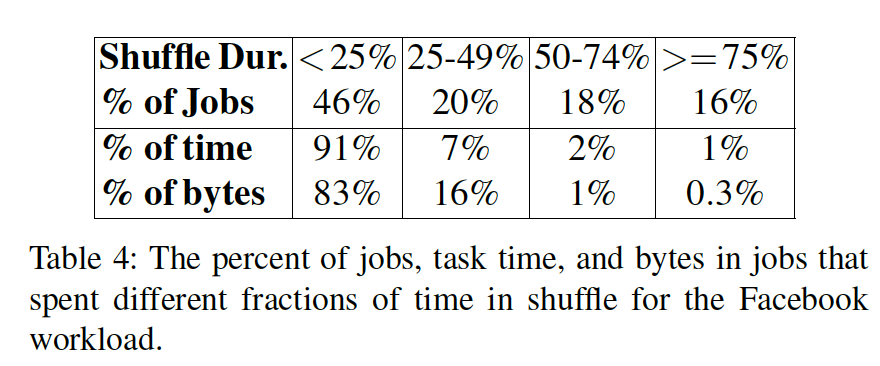 Shuffle Dur. <25% 25-49% 50-74% >=75%
% of Jobs 46% 20% 18% 16%
% of time 91% 7% 2% 1%
% of bytes 83% 16% 1% 0.3%
Table 4: The percent of jobs, task time, and bytes in jobs that
spent different fractions of time in shuffle for the Facebook
workload.